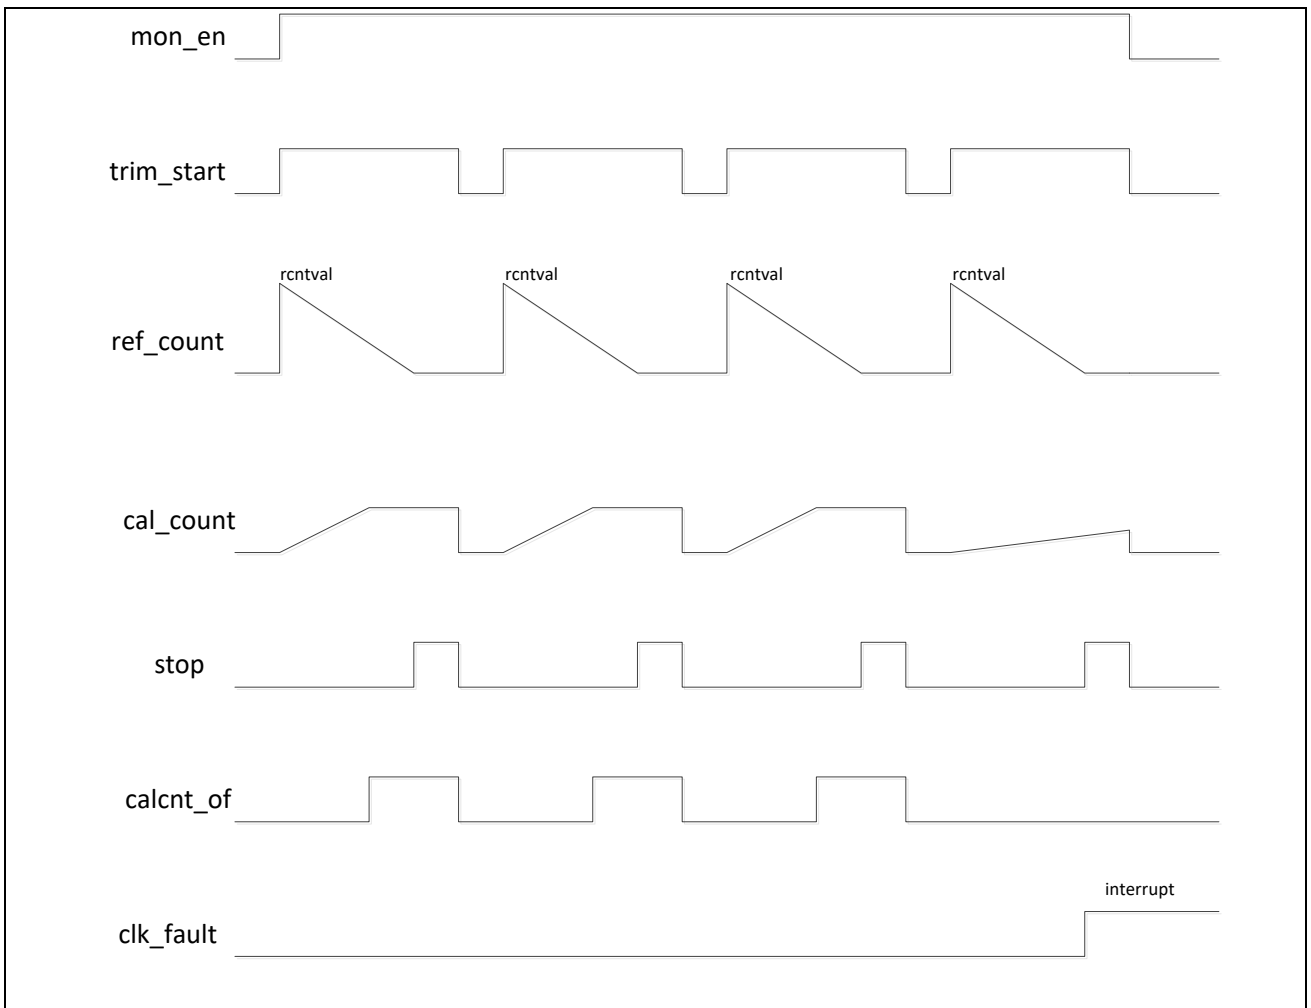 mon_en
trim_start
rcntval rcntval rcntval rcntval
ref_count
cal_count
stop
calcnt_of
interrupt
clk_fault